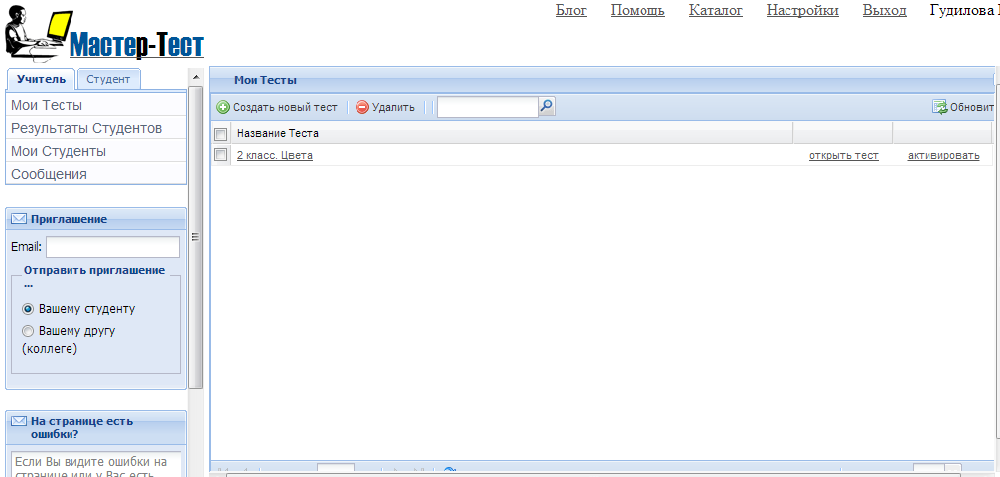 Блог Помощь Каталог Настройки Выход Гудилова
Мастер-Тест
Учитель Студент
Мои Тесты
Результаты Студентов
Мои Студенты
Сообщения
Приглашение
Email:
Отправить приглашение
...
Вашему студенту
Вашему другу
(коллеге)
На странице есть
ошибки?
Если Вы видите ошибки на
странице или у Вас есть
Мои Тесты
Создать новый тест Удалить Обновит
Название Теста
2 класс. Цвета открыть тест активировать